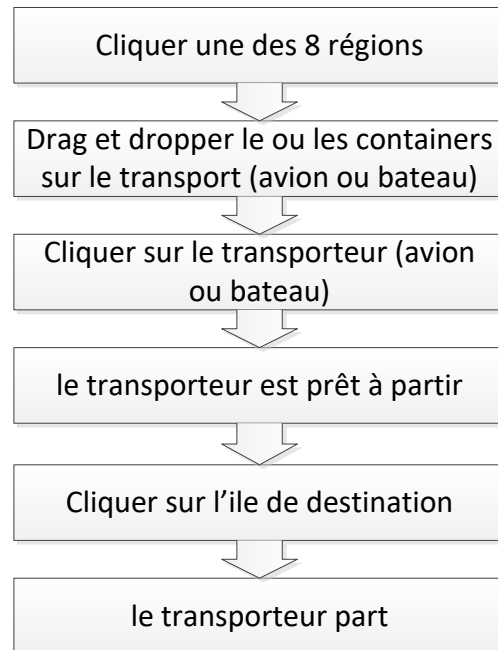 Cliquer une des 8 régions
Drag et dropper le ou les containers
sur le transport (avion ou bateau)
Cliquer sur le transporteur (avion
ou bateau)
le transporteur est prêt à partir
Cliquer sur l’ile de destination
le transporteur part